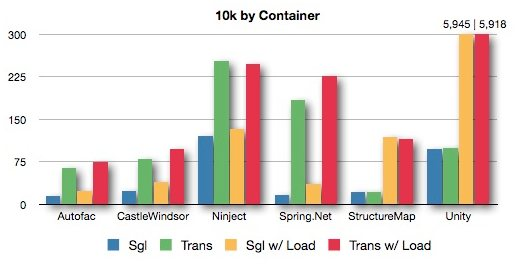 10k by Container
5,945 | 5,918
300
225
150
75
0
Autofac CastleWindsor Ninject Spring.Net StructureMap Unity
Sgl Trans Sgl w/ Load Trans w/ Load